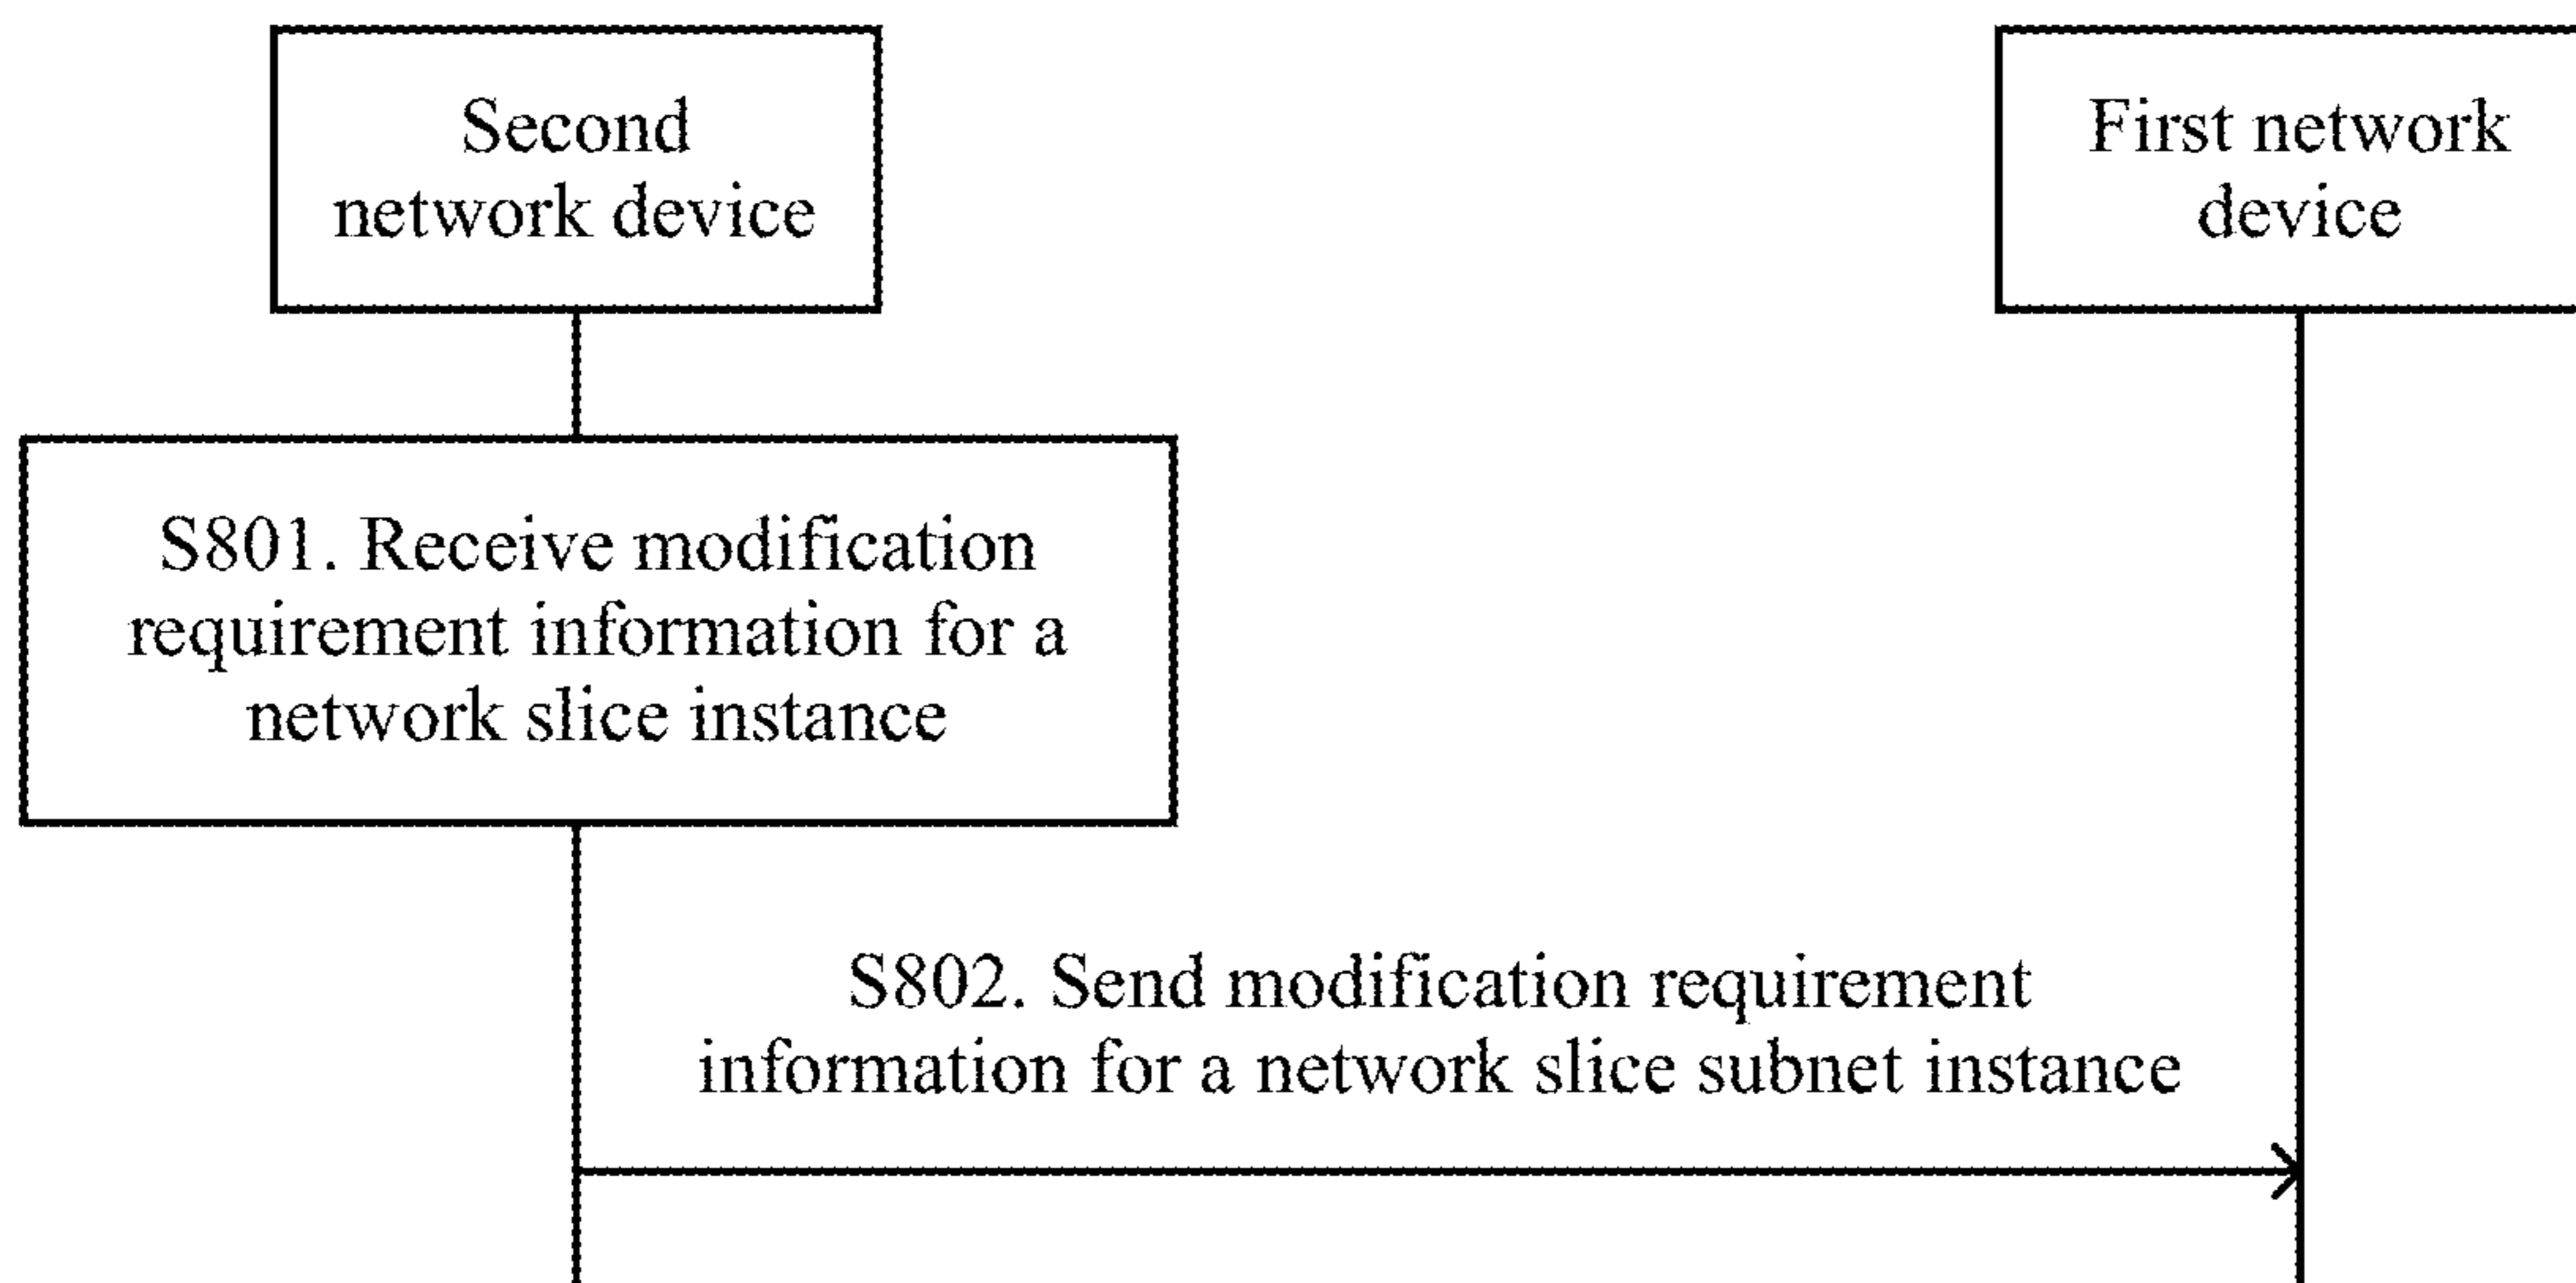 Second
network device
First network
device
S801. Receive modification
requirement information for a
network slice instance
S802. Send modification requirement
information for a network slice subnet instance